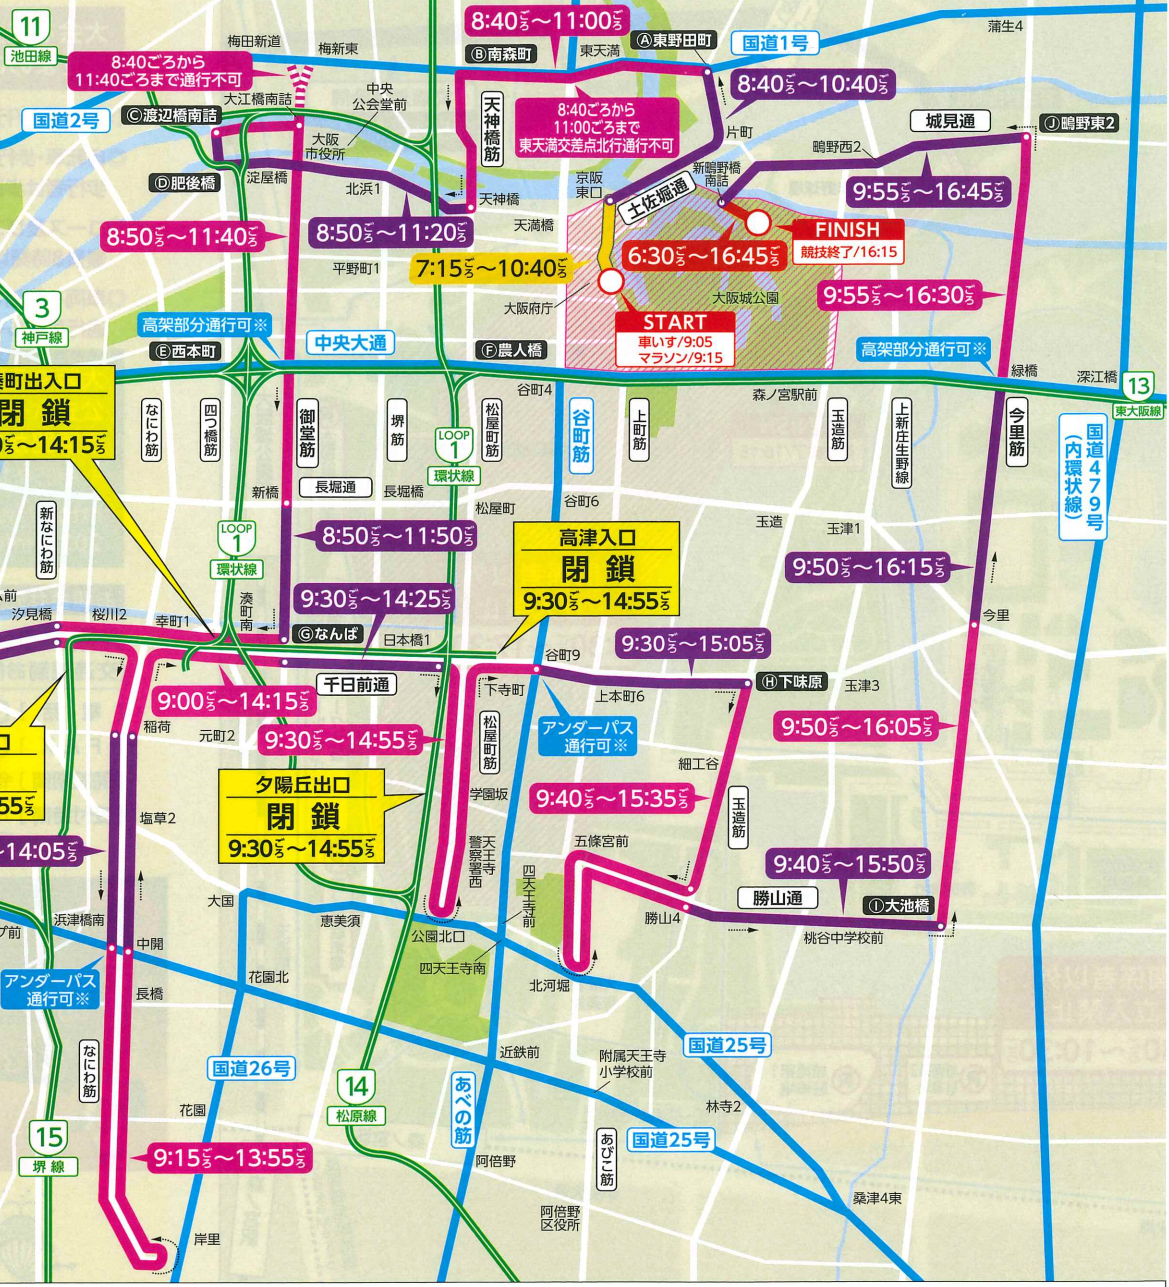 11
池田線
梅田新道
梅新東
8:40ごろ〜11:00ごろ
Ⓑ南森町
東天満
Ⓐ東野田町
国道1号
蒲生4
8:40ごろから
11:40ごろまで通行不可
大江橋南詰
中央
公会堂前
天神橋筋
8:40ごろから
11:00ごろまで
東天満交差点北行通行不可
8:40ごろ〜10:40ごろ
片町
城見通
Ⓙ鴫野東2
国道2号
Ⓒ渡辺橋南詰
大阪
市役所
鴫野西2
新鴫野橋
南詰
Ⓓ肥後橋
淀屋橋
北浜1
天神橋
京阪
東口
土佐堀通
9:55ごろ〜16:45ごろ
8:50ごろ〜11:40ごろ
8:50ごろ〜11:20ごろ
天満橋
FINISH
競技終了/16:15
平野町1
7:15ごろ〜10:40ごろ
6:30ごろ〜16:45ごろ
大阪府庁
大阪城公園
9:55ごろ〜16:30ごろ
3
神戸線
START
車いす/9:05
マラソン/9:15
高架部分通行可※
中央大通
Ⓔ西本町
Ⓕ農人橋
高架部分通行可※
緑橋
深江橋
13
東大阪線
谷町4
森ノ宮駅前
湊町出入口
閉鎖
〜14:15ごろ
なにわ筋
四つ橋筋
御堂筋
堺筋
松屋町筋
谷町筋
上町筋
玉造筋
上新庄生野線
今里筋
国道479号
(内環状線)
LOOP
1
環状線
新橋
長堀通
長堀橋
松屋町
谷町6
玉造
玉津1
新なにわ筋
LOOP
1
環状線
8:50ごろ〜11:50ごろ
高津入口
閉鎖
9:30ごろ〜14:55ごろ
9:50ごろ〜16:15ごろ
9:30ごろ〜14:25ごろ
前
汐見橋
桜川2
幸町1
湊町南
Ⓖなんば
日本橋1
今里
9:30ごろ〜15:05ごろ
谷町9
千日前通
下寺町
上本町6
Ⓗ下味原
玉津3
9:00ごろ〜14:15ごろ
稲荷
元町2
9:30ごろ〜14:55ごろ
松屋町筋
アンダーパス
通行可※
9:50ごろ〜16:05ごろ
口
55ごろ
夕陽丘出口
閉鎖
9:30ごろ〜14:55ごろ
細工谷
学園坂
9:40ごろ〜15:35ごろ
玉造筋
塩草2
〜14:05ごろ
天王寺
警察署西
五條宮前
9:40ごろ〜15:50ごろ
四天王寺前
勝山通
Ⓘ大池橋
大国
恵美須
勝山4
桃谷中学校前
プ前
浜津橋南
中開
公園北口
四天王寺南
北河堀
アンダーパス
通行可※
長橋
花園北
なにわ筋
国道26号
近鉄前
附属天王寺
小学校前
国道25号
14
松原線
あべの筋
花園
林寺2
15
堺線
国道25号
あびこ筋
9:15ごろ〜13:55ごろ
阿倍野
桑津4東
岸里
阿倍野
区役所